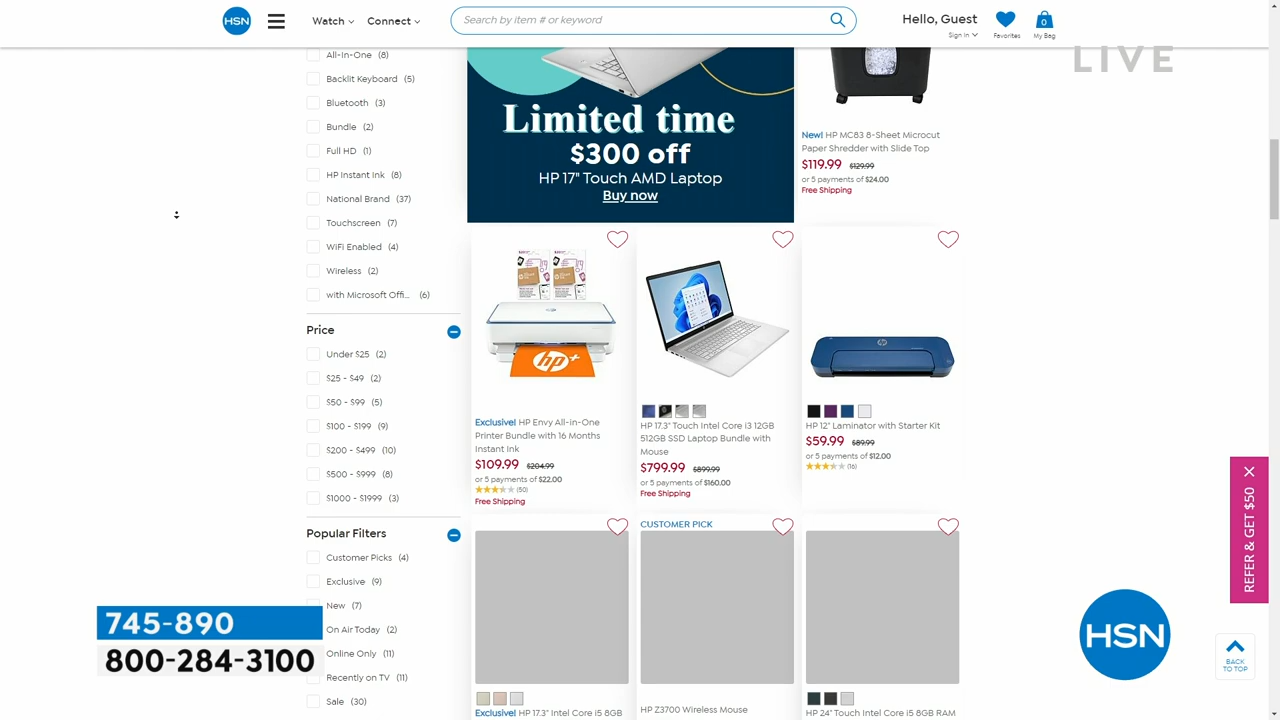 HSN
Watch
Connect
Search by item # or keyword
Hello, Guest
Sign In
Favorites
0
My Bag
LIVE
All-In-One (8)
Backlit Keyboard (5)
Bluetooth (3)
Bundle (2)
Full HD (1)
HP Instant Ink (8)
National Brand (37)
Touchscreen (7)
WiFi Enabled (4)
Wireless (2)
with Microsoft Offi... (6)
Price
Under $25 (2)
$25 - $49 (2)
$50 - $99 (5)
$100 - $199 (9)
$200 - $499 (10)
$500 - $999 (8)
$1000 - $1999 (3)
Popular Filters
Customer Picks (4)
Exclusive (9)
New (7)
On Air Today (2)
Online Only (11)
Recently on TV (11)
Sale (30)
Limited time
$300 off
HP 17" Touch AMD Laptop
Buy now
New! HP MC83 8-Sheet Microcut
Paper Shredder with Slide Top
$119.99 $129.99
or 5 payments of $24.00
Free Shipping
hp+
Exclusive! HP Envy All-in-One
Printer Bundle with 16 Months
Instant Ink
$109.99 $204.99
or 5 payments of $22.00
(50)
Free Shipping
HP 17.3" Touch Intel Core i3 12GB
512GB SSD Laptop Bundle with
Mouse
$799.99 $899.99
or 5 payments of $160.00
Free Shipping
HP 12" Laminator with Starter Kit
$59.99 $89.99
or 5 payments of $12.00
(16)
CUSTOMER PICK
Exclusive! HP 17.3" Intel Core i5 8GB
HP Z3700 Wireless Mouse
HP 24" Touch Intel Core i5 8GB RAM
REFER & GET $50
745-890
800-284-3100
HSN
BACK
TO TOP